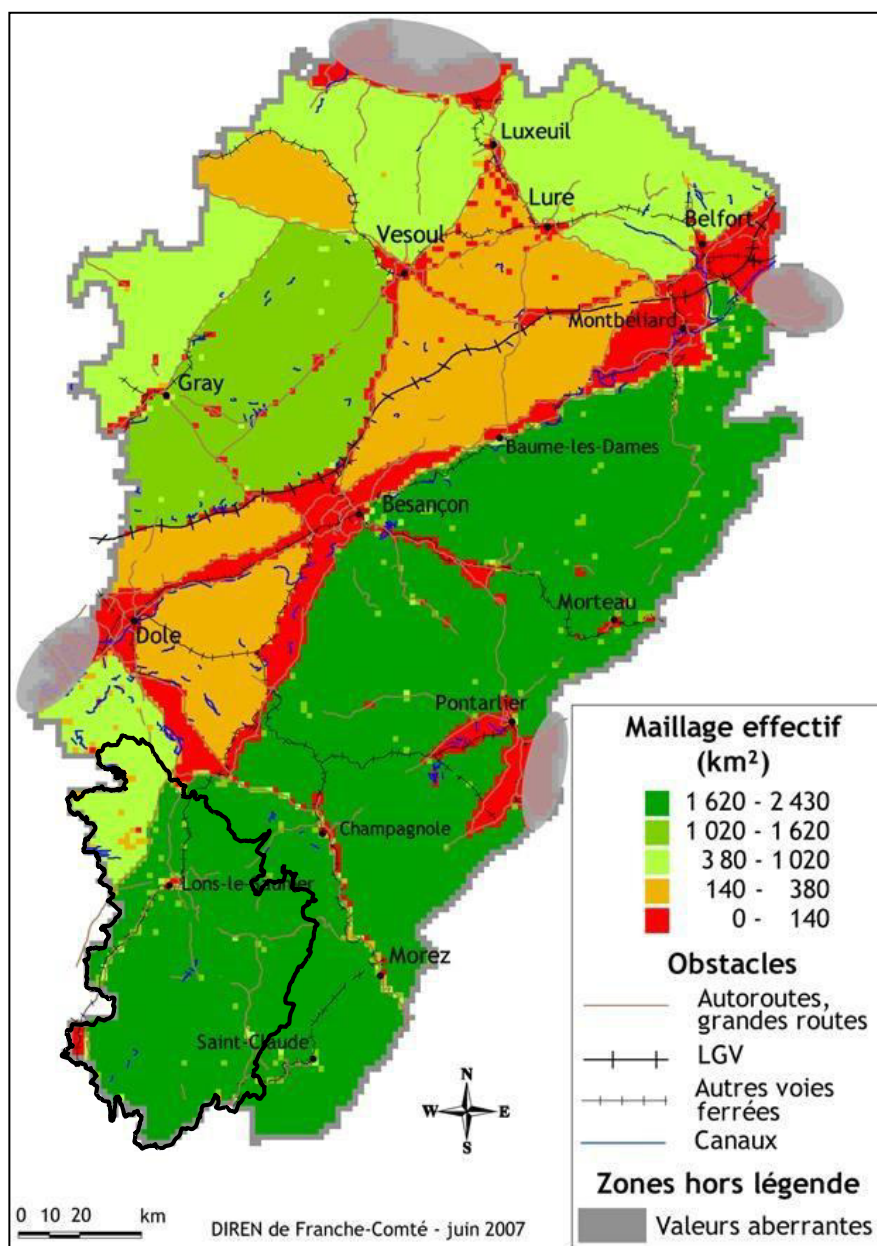 Luxeuil
Lure
Belfort
Vesoul
Montbéliard
Gray
Baume-les-Dames
Besançon
Morteau
Dole
Pontarlier
Champagnole
Lons-le-Saunier
Morez
Saint-Claude
Maillage effectif
(km²)
1 620 - 2 430
1 020 - 1 620
380 - 1 020
140 - 380
0 - 140
Obstacles
Autoroutes,
grandes routes
LGV
Autres voies
ferrées
Canaux
Zones hors légende
Valeurs aberrantes
N
W E
S
0 10 20 km
DIREN de Franche-Comté - juin 2007